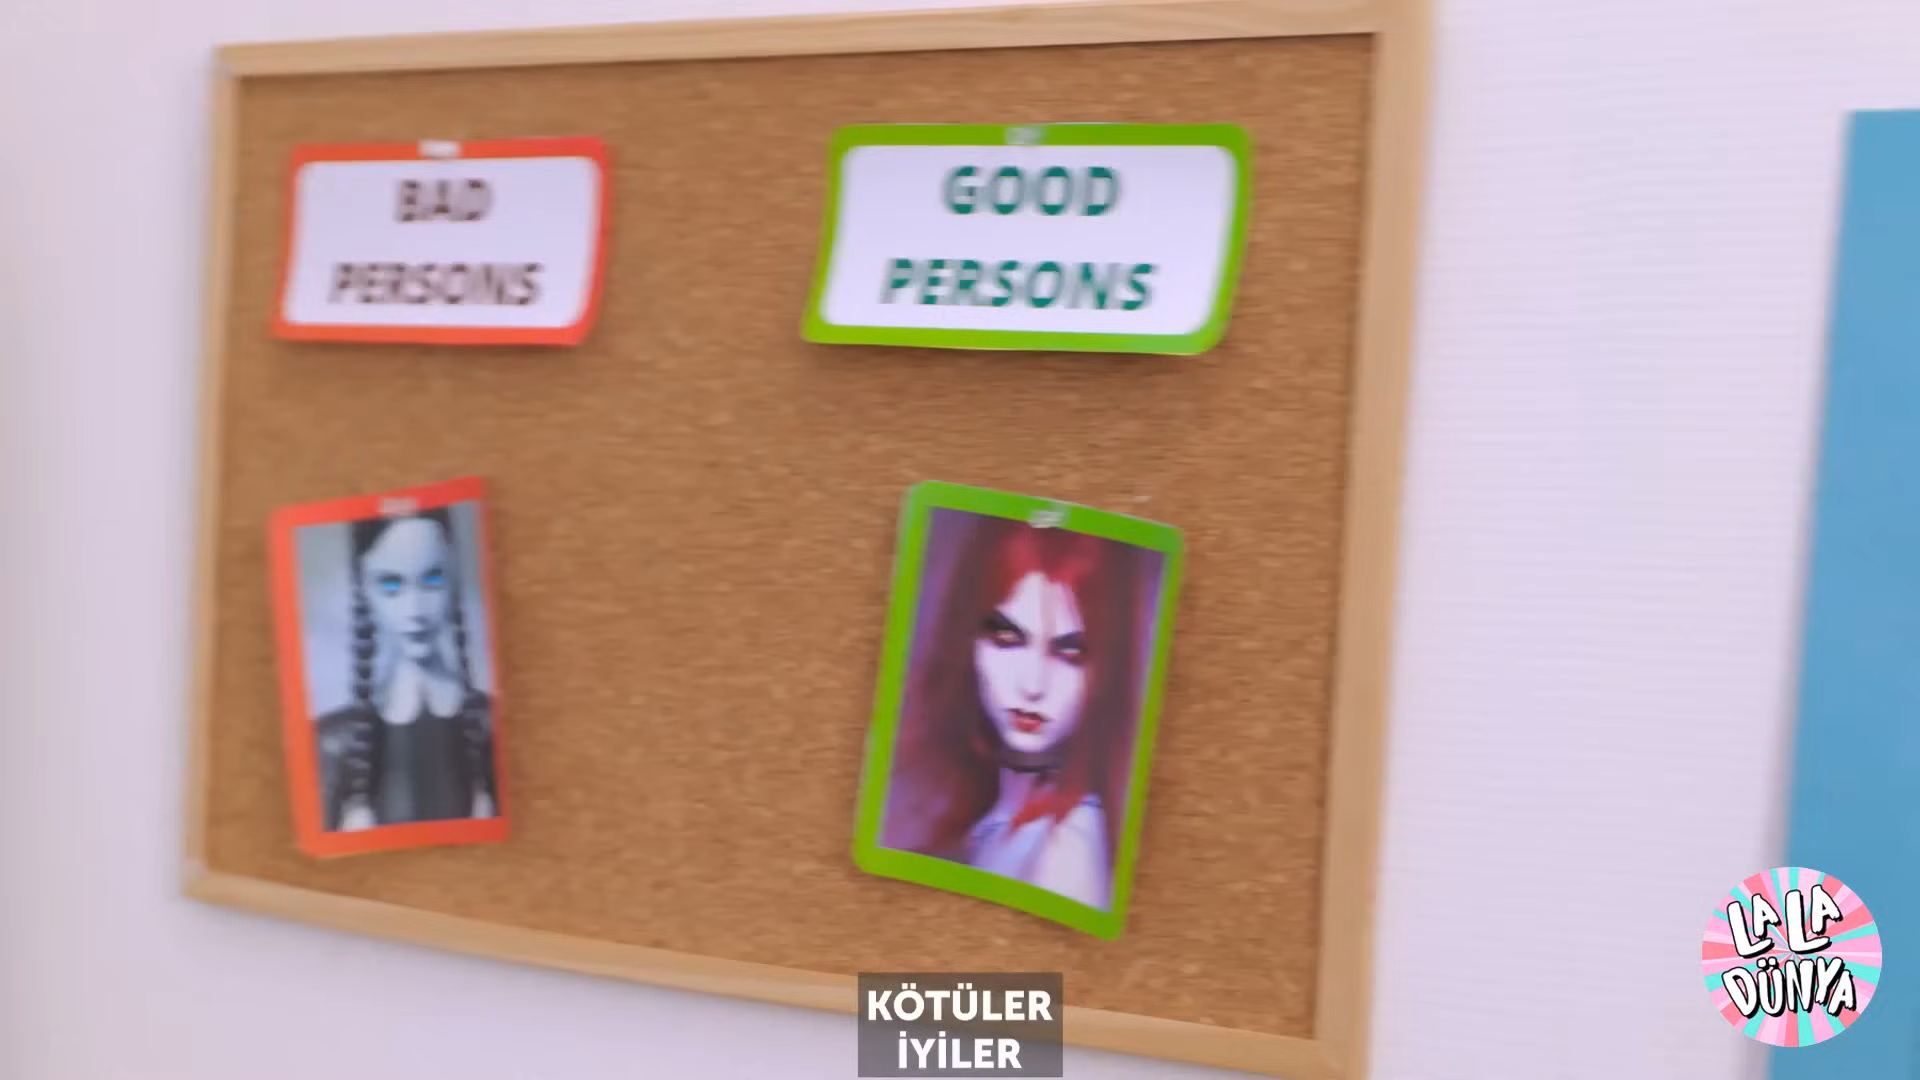 BAD
PERSONS
GOOD
PERSONS
LA LA
DÜNYA
KÖTÜLER
İYİLER